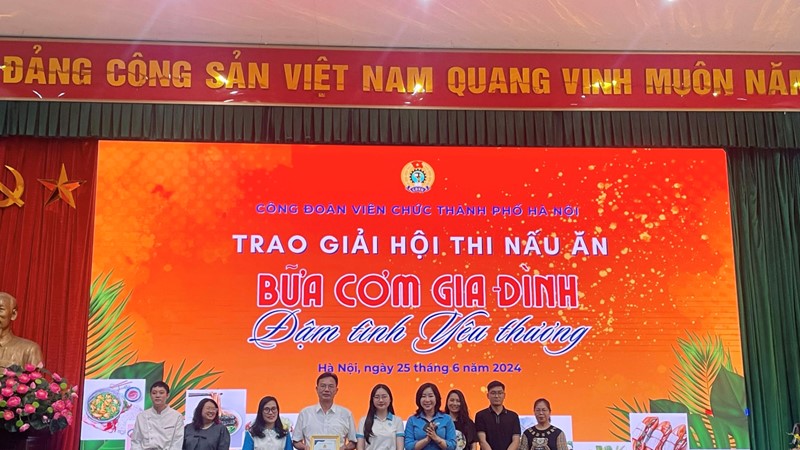 ĐẢNG CỘNG SẢN VIỆT NAM QUANG VINH MUÔN NĂM
CÔNG ĐOÀN VIÊN CHỨC THÀNH PHỐ HÀ NỘI
TRAO GIẢI HỘI THI NẤU ĂN
BỮA CƠM GIA ĐÌNH
Đậm tình Yêu thương
Hà Nội, ngày 25 tháng 6 năm 2024